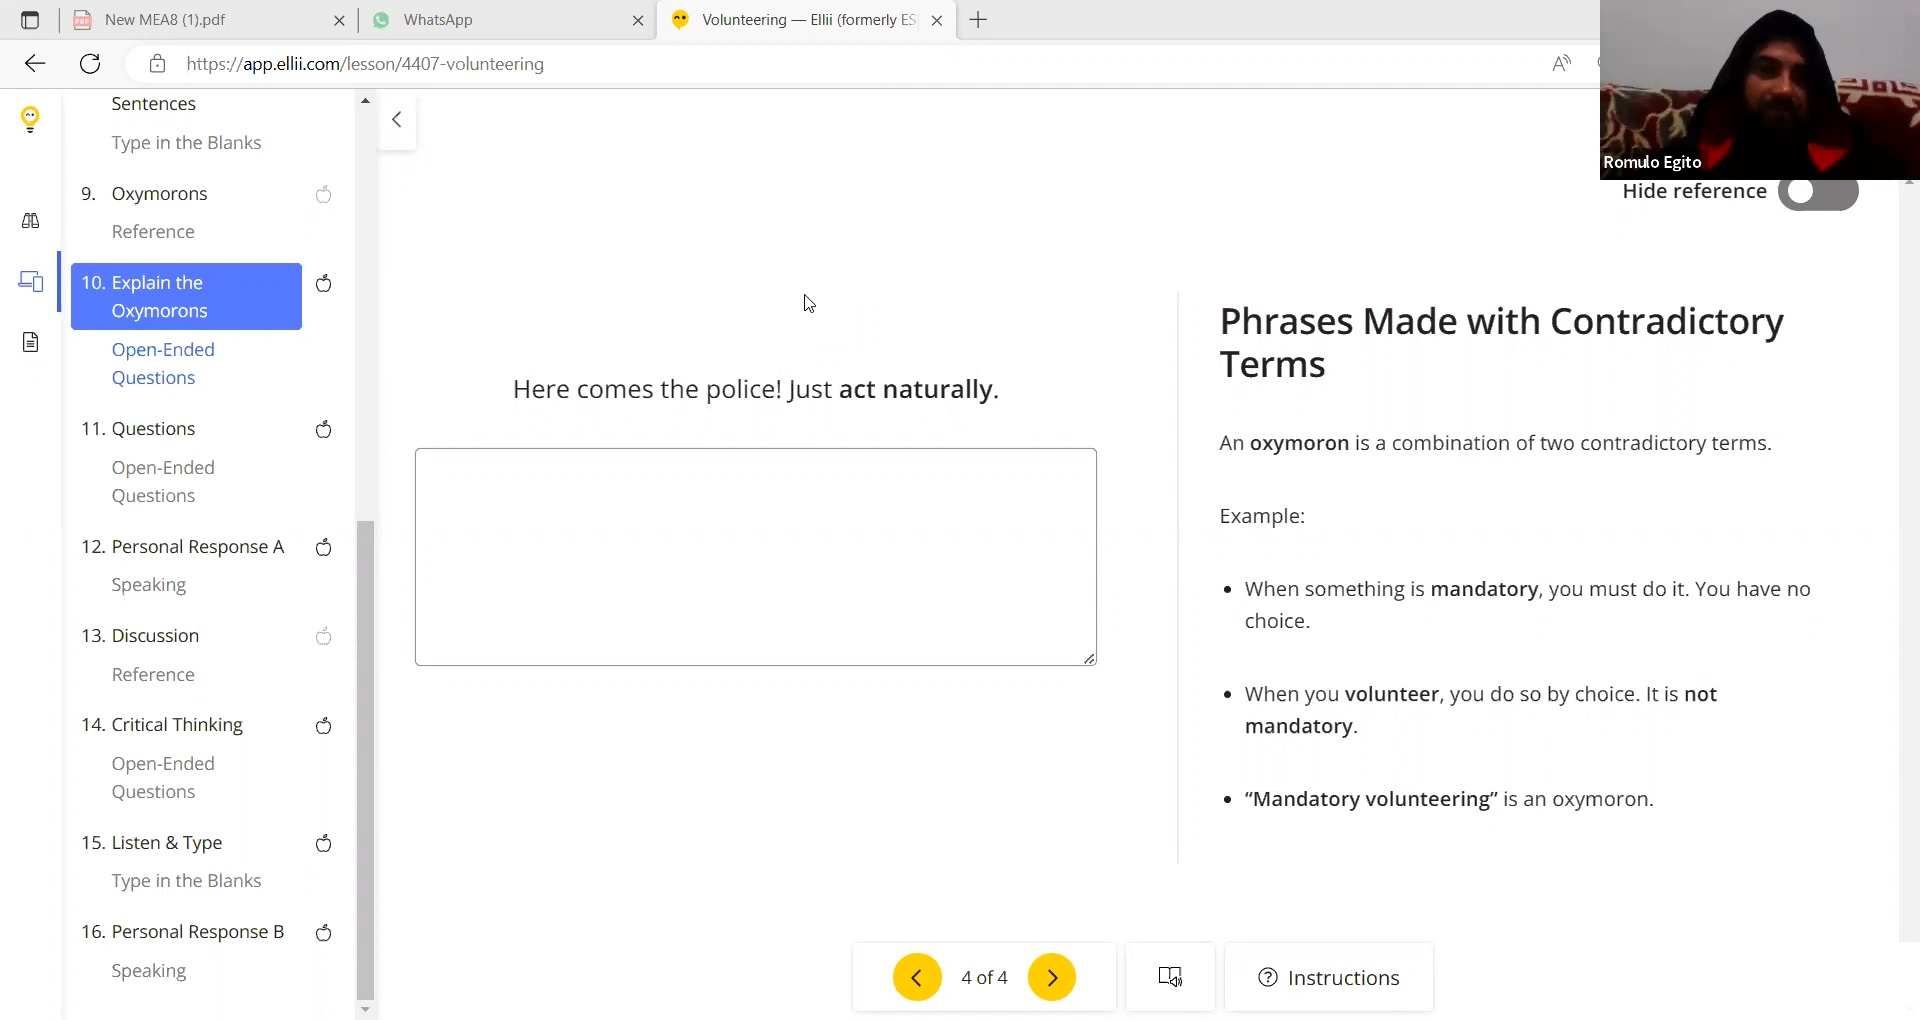 New MEA8 (1).pdf
WhatsApp
Volunteering — Ellii (formerly ES
https://app.ellii.com/lesson/4407-volunteering
Romulo Egito
Sentences
Type in the Blanks
9. Oxymorons
Reference
10. Explain the
Oxymorons
Open-Ended
Questions
11. Questions
Open-Ended
Questions
12. Personal Response A
Speaking
13. Discussion
Reference
14. Critical Thinking
Open-Ended
Questions
15. Listen & Type
Type in the Blanks
16. Personal Response B
Speaking
Hide reference
Here comes the police! Just act naturally.
Phrases Made with Contradictory
Terms
An oxymoron is a combination of two contradictory terms.
Example:
• When something is mandatory, you must do it. You have no
choice.
• When you volunteer, you do so by choice. It is not
mandatory.
• “Mandatory volunteering” is an oxymoron.
4 of 4
Instructions